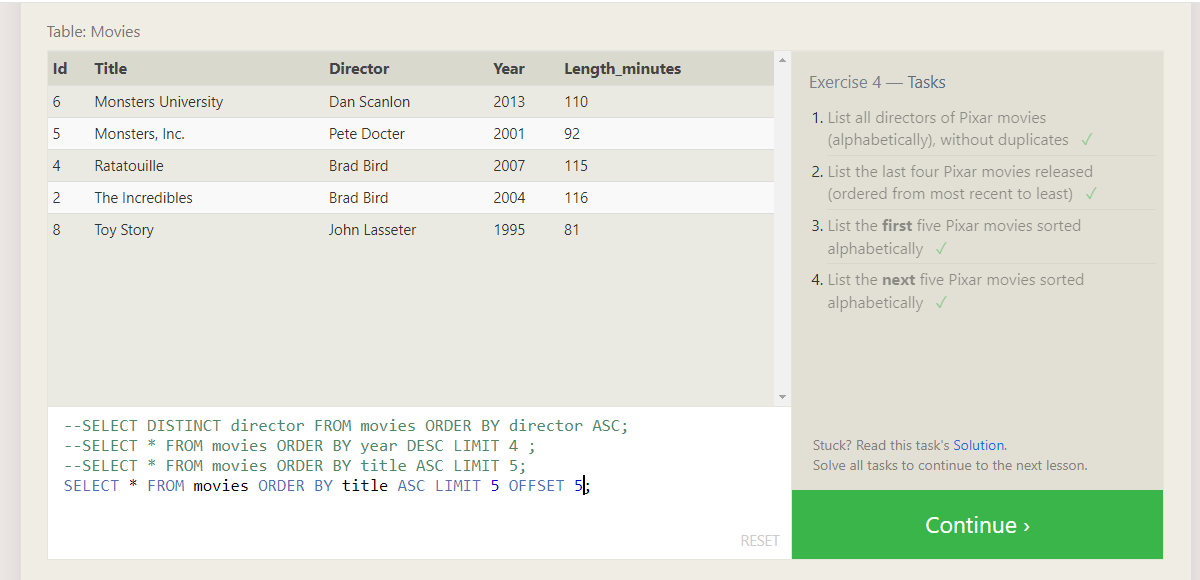 Table: Movies
Id Title Director Year Length_minutes
6 Monsters University Dan Scanlon 2013 110
5 Monsters, Inc. Pete Docter 2001 92
4 Ratatouille Brad Bird 2007 115
2 The Incredibles Brad Bird 2004 116
8 Toy Story John Lasseter 1995 81
--SELECT DISTINCT director FROM movies ORDER BY director ASC;
--SELECT * FROM movies ORDER BY year DESC LIMIT 4 ;
--SELECT * FROM movies ORDER BY title ASC LIMIT 5;
SELECT * FROM movies ORDER BY title ASC LIMIT 5 OFFSET 5;
RESET
Exercise 4 — Tasks
1. List all directors of Pixar movies
(alphabetically), without duplicates ✓
2. List the last four Pixar movies released
(ordered from most recent to least) ✓
3. List the first five Pixar movies sorted
alphabetically ✓
4. List the next five Pixar movies sorted
alphabetically ✓
Stuck? Read this task's Solution.
Solve all tasks to continue to the next lesson.
Continue ›